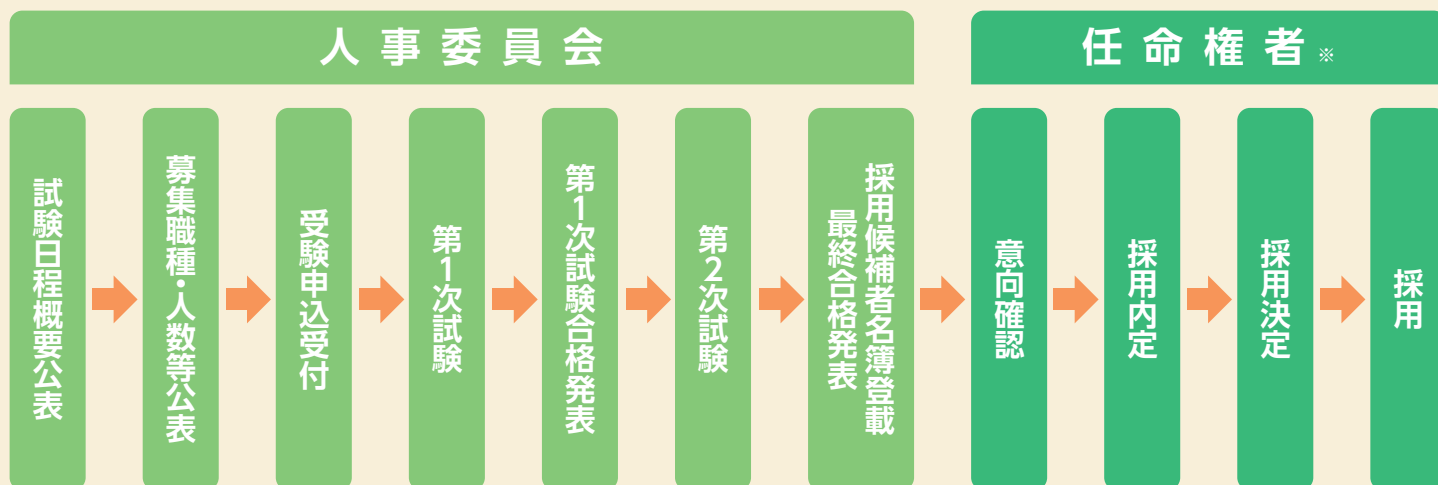 人事委員会
任命権者※
試験日程概要公表
募集職種・人数等公表
受験申込受付
第1次試験
第1次試験合格発表
第2次試験
採用候補者名簿登載
最終合格発表
意向確認
採用内定
採用決定
採用